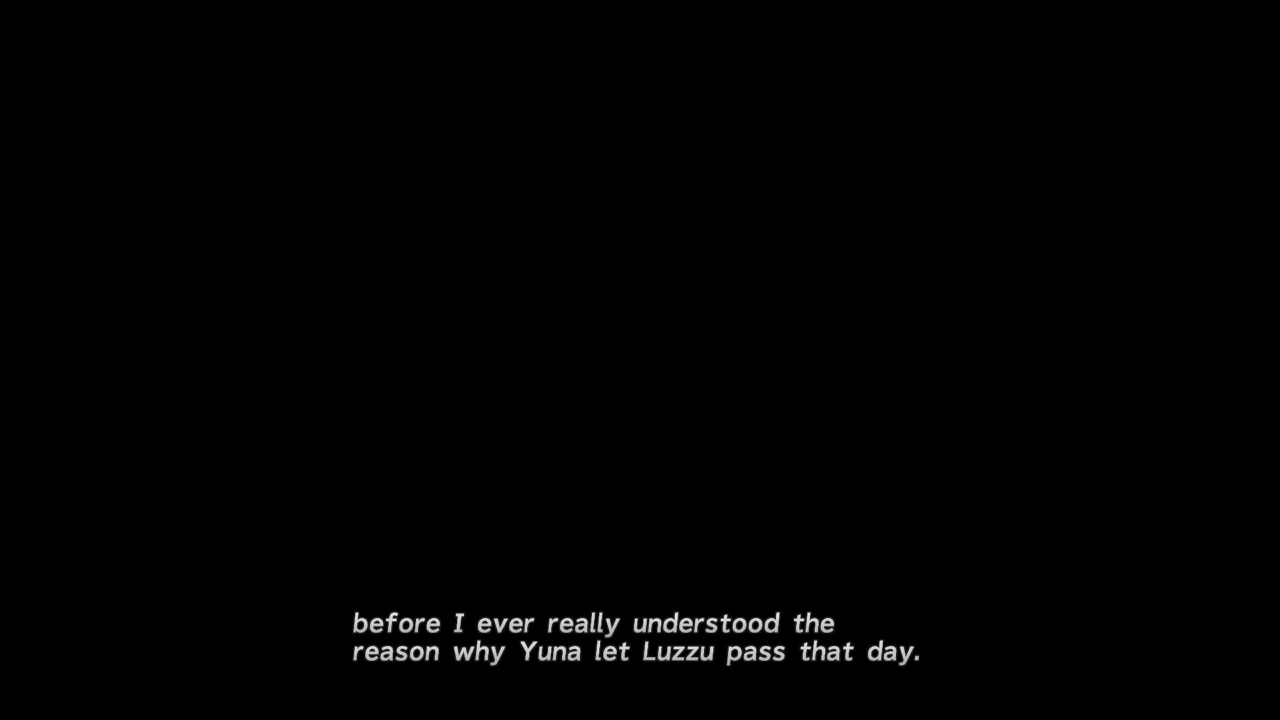 before I ever really understood the
reason why Yuna let Luzzu pass that day.